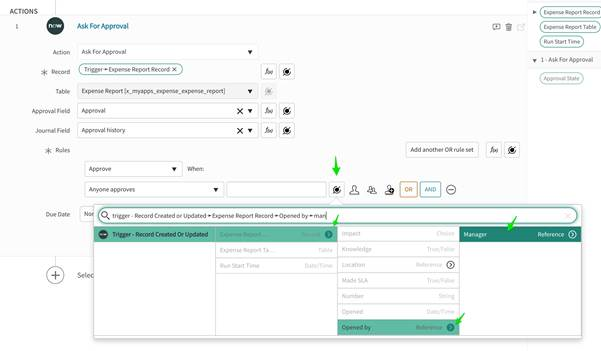 ACTIONS
1
now
Ask For Approval
Action
Ask For Approval
Record
Trigger ➛ Expense Report Record ✕
Table
Expense Report [x_myapps_expense_expense_report]
Approval Field
Approval
Journal Field
Approval history
Rules
Add another OR rule set
Approve
When:
Anyone approves
OR
AND
Due Date
trigger - Record Created or Updated ➛ Expense Report Record ➛ Opened by ➛ man
now
Trigger - Record Created Or Updated
Expense Report... Record
Expense Report Ta... Table
Run Start Time Date/Time
Impact Choice
Knowledge True/False
Location Reference
Made SLA True/False
Number String
Opened Date/Time
Opened by Reference
Manager Reference
Expense Report Record
Expense Report Table
Run Start Time
1 - Ask For Approval
Approval State